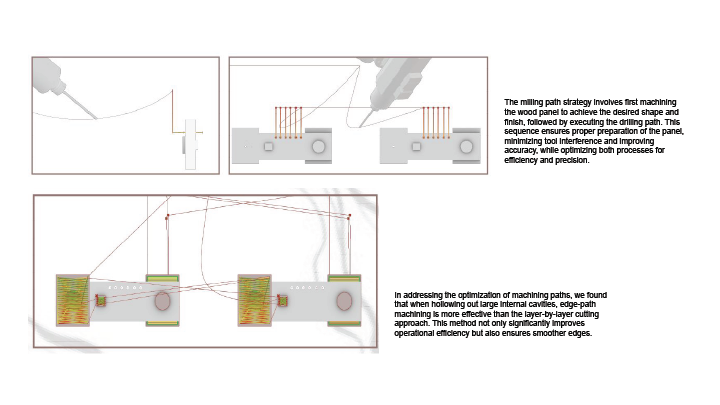 The milling path strategy involves first machining
the wood panel to achieve the desired shape and
finish, followed by executing the drilling path. This
sequence ensures proper preparation of the panel,
minimizing tool interference and improving
accuracy, while optimizing both processes for
efficiency and precision.
In addressing the optimization of machining paths, we found
that when hollowing out large internal cavities, edge-path
machining is more effective than the layer-by-layer cutting
approach. This method not only significantly improves
operational efficiency but also ensures smoother edges.